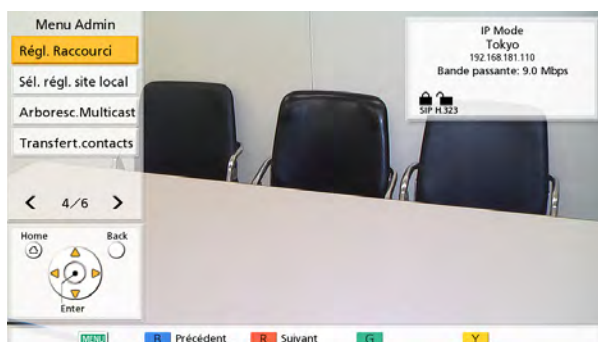 Menu Admin
Régl. Raccourci
Sél. régl. site local
Arboresc.Multicast
Transfert.contacts
4/6
Home
Back
Enter
IP Mode
Tokyo
192.168.181.110
Bande passante: 9.0 Mbps
SIP H.323
MENU B Précédent R Suivant G Y